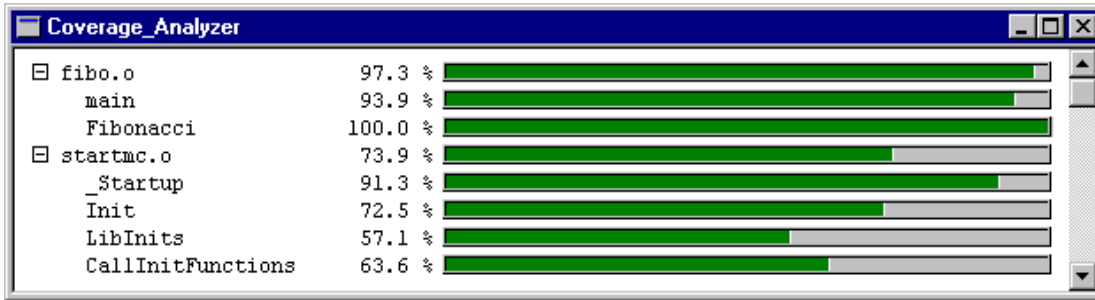 Coverage_Analyzer
fibo.o 97.3 %
main 93.9 %
Fibonacci 100.0 %
startmc.o 73.9 %
_Startup 91.3 %
Init 72.5 %
LibInits 57.1 %
CallInitFunctions 63.6 %